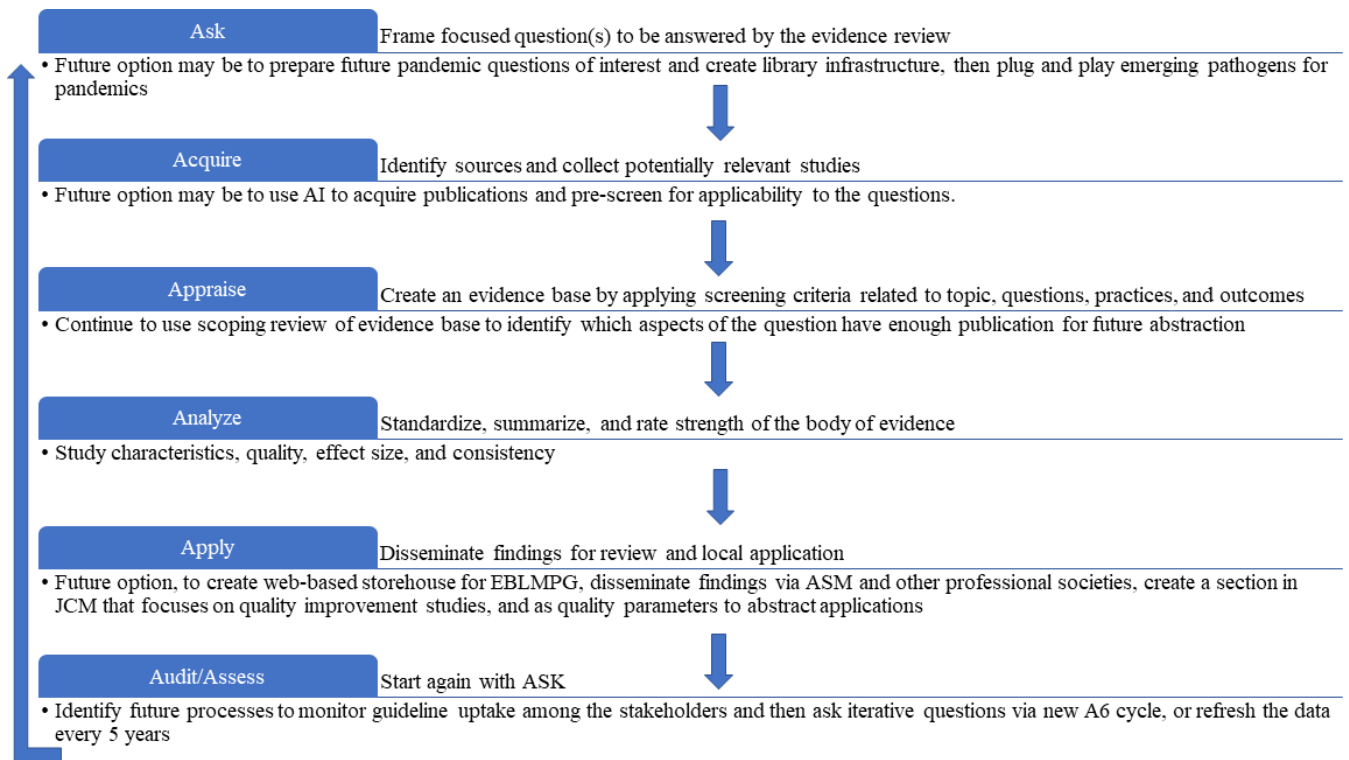 Ask
Frame focused question(s) to be answered by the evidence review
• Future option may be to prepare future pandemic questions of interest and create library infrastructure, then plug and play emerging pathogens for
pandemics
Acquire
Identify sources and collect potentially relevant studies
• Future option may be to use AI to acquire publications and pre-screen for applicability to the questions.
Appraise
Create an evidence base by applying screening criteria related to topic, questions, practices, and outcomes
• Continue to use scoping review of evidence base to identify which aspects of the question have enough publication for future abstraction
Analyze
Standardize, summarize, and rate strength of the body of evidence
• Study characteristics, quality, effect size, and consistency
Apply
Disseminate findings for review and local application
• Future option, to create web-based storehouse for EBLMPG, disseminate findings via ASM and other professional societies, create a section in
JCM that focuses on quality improvement studies, and as quality parameters to abstract applications
Audit/Assess
Start again with ASK
• Identify future processes to monitor guideline uptake among the stakeholders and then ask iterative questions via new A6 cycle, or refresh the data
every 5 years